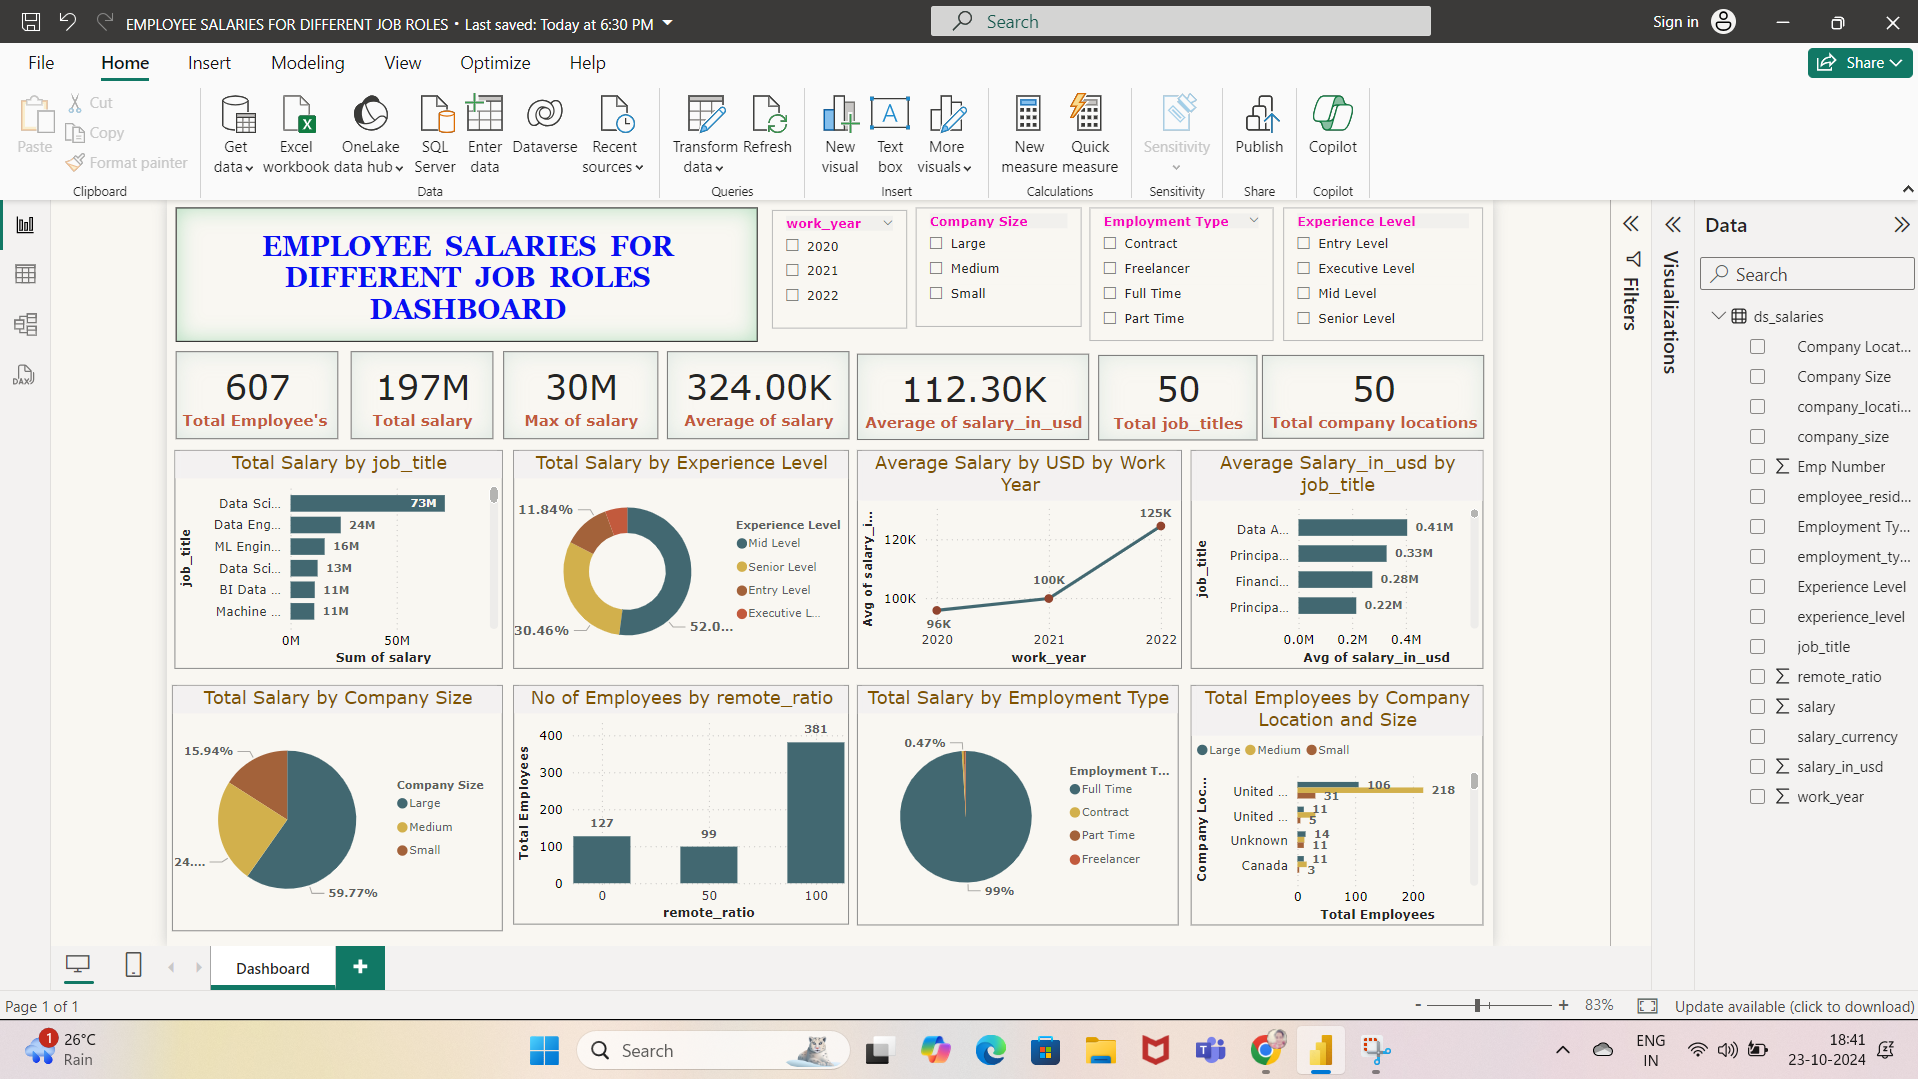 EMPLOYEE SALARIES FOR DIFFERENT JOB ROLES • Last saved: Today at 6:30 PM
Search
Sign in
File
Home
Insert
Modeling
View
Optimize
Help
Share
Paste
Cut
Copy
Format painter
Clipboard
Get
data
Excel
workbook
OneLake
data hub
SQL
Server
Enter
data
Dataverse
Recent
sources
Data
Transform
data
Refresh
Queries
New
visual
Text
box
More
visuals
Insert
New
measure
Quick
measure
Calculations
Sensitivity
Sensitivity
Publish
Share
Copilot
Copilot
EMPLOYEE SALARIES FOR
DIFFERENT JOB ROLES
DASHBOARD
work_year
2020
2021
2022
Company Size
Large
Medium
Small
Employment Type
Contract
Freelancer
Full Time
Part Time
Experience Level
Entry Level
Executive Level
Mid Level
Senior Level
607
Total Employee's
197M
Total salary
30M
Max of salary
324.00K
Average of salary
112.30K
Average of salary_in_usd
50
Total job_titles
50
Total company locations
Total Salary by job_title
job_title
Data Sci... 73M
Data Eng... 24M
ML Engin... 16M
Data Sci... 13M
BI Data ... 11M
Machine ... 11M
0M 50M
Sum of salary
Total Salary by Experience Level
11.84%
30.46%
52.0...
Experience Level
Mid Level
Senior Level
Entry Level
Executive L...
Average Salary by USD by Work
Year
Avg of salary_i...
120K
100K
96K
100K
125K
2020 2021 2022
work_year
Average Salary_in_usd by
job_title
job_title
Data A... 0.41M
Principa... 0.33M
Financi... 0.28M
Principa... 0.22M
0.0M 0.2M 0.4M
Avg of salary_in_usd
Total Salary by Company Size
15.94%
24....
59.77%
Company Size
Large
Medium
Small
No of Employees by remote_ratio
Total Employees
400
300
200
100
0
127
99
381
0 50 100
remote_ratio
Total Salary by Employment Type
0.47%
99%
Employment T...
Full Time
Contract
Part Time
Freelancer
Total Employees by Company
Location and Size
Large Medium Small
Company Loc...
United ... 106 218 31
United ... 11 5
Unknown 14 11
Canada 11 3
0 100 200
Total Employees
Filters
Visualizations
Data
Search
ds_salaries
Company Locat...
Company Size
company_locati...
company_size
Emp Number
employee_resid...
Employment Ty...
employment_ty...
Experience Level
experience_level
job_title
remote_ratio
salary
salary_currency
salary_in_usd
work_year
DAX
Dashboard
Page 1 of 1
- + 83%
Update available (click to download)
1
26°C
Rain
Search
ENG
IN
18:41
23-10-2024